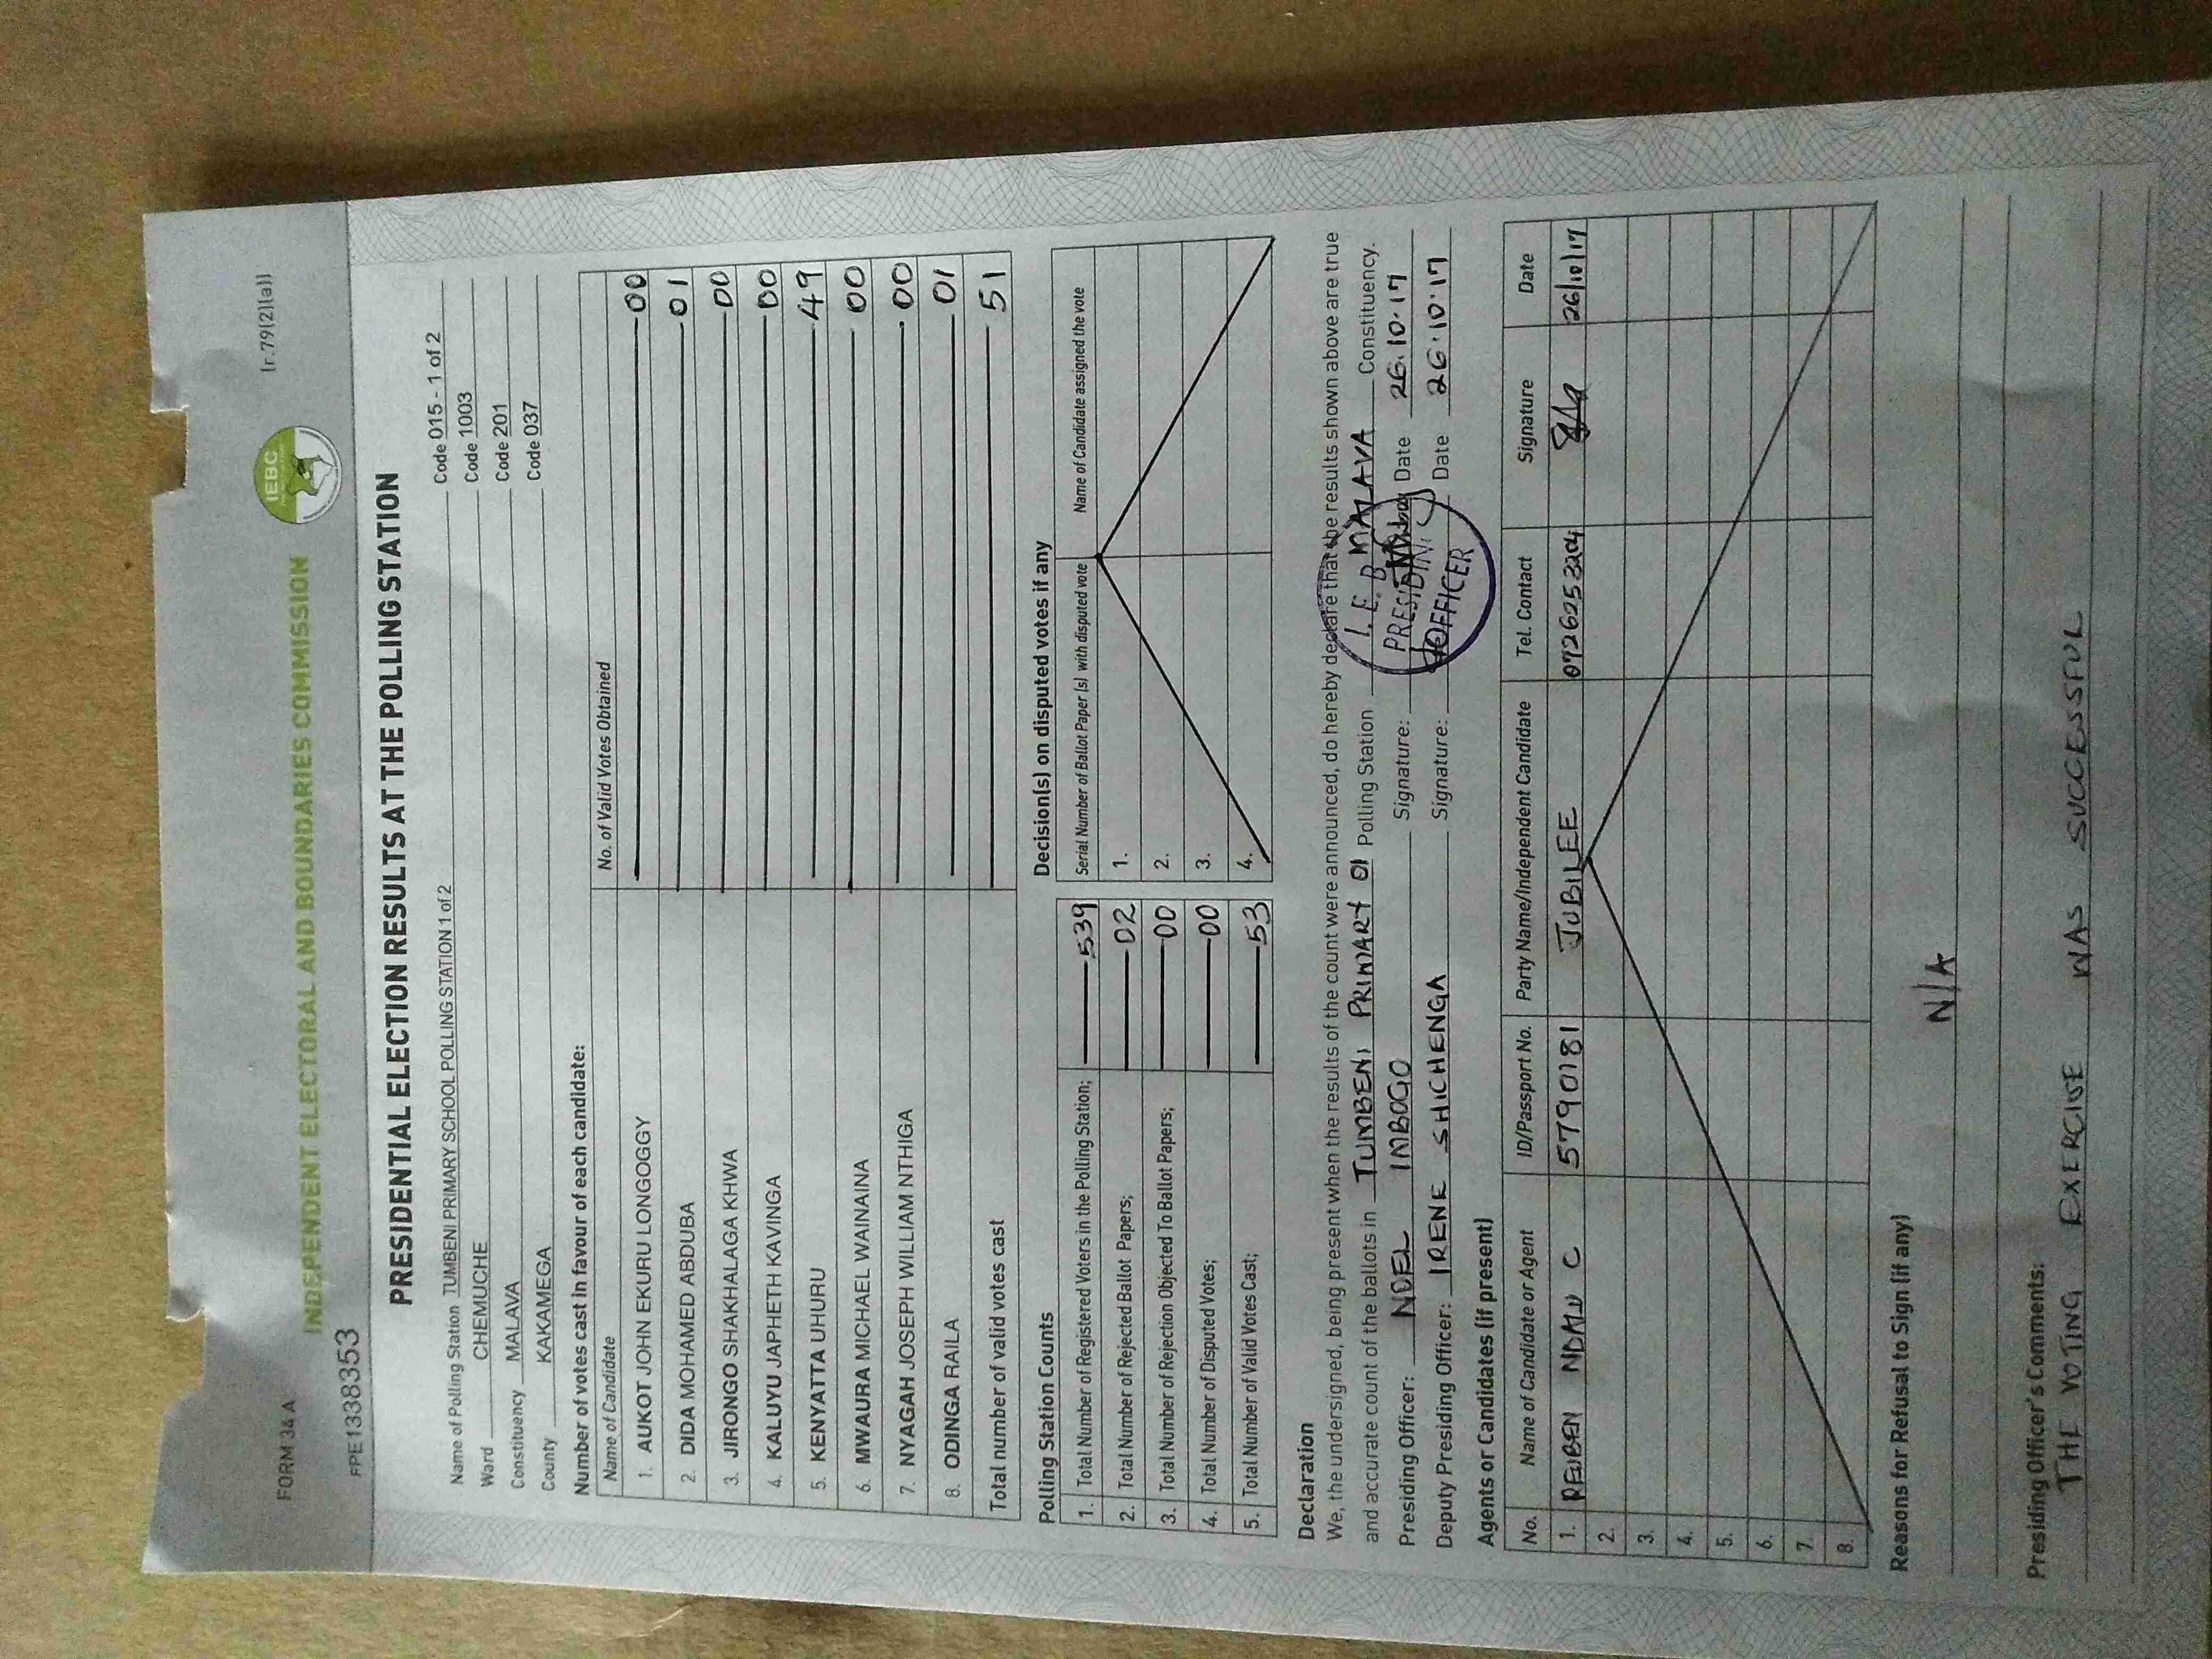 FORM 34 A
(r.79(2)(a))
IEBC
INDEPENDENT ELECTORAL AND BOUNDARIES COMMISSION
PPE1338353
PRESIDENTIAL ELECTION RESULTS AT THE POLLING STATION
Name of Polling Station TUMBENI PRIMARY SCHOOL POLLING STATION 1 of 2 Code 015 - 1 of 2
Ward CHEMUCHE Code 1003
Constituency MALAVA Code 201
County KAKAMEGA Code 037
Number of votes cast in favour of each candidate:
Name of Candidate No. of Valid Votes Obtained
1. AUKOT JOHN EKURU LONGOGGY 00
2. DIDA MOHAMED ABDUBA 01
3. JIRONGO SHAKHALAGA KHWA 00
4. KALUYU JAPHETH KAVINGA 00
5. KENYATTA UHURU 49
6. MWAURA MICHAEL WAINAINA 00
7. NYAGAH JOSEPH WILLIAM NTHIGA 00
8. ODINGA RAILA 01
Total number of valid votes cast 51
Polling Station Counts
1. Total Number of Registered Voters in the Polling Station; 539
2. Total Number of Rejected Ballot Papers; 02
3. Total Number of Rejection Objected To Ballot Papers; 00
4. Total Number of Disputed Votes; 00
5. Total Number of Valid Votes Cast; 53
Decision(s) on disputed votes if any
Serial Number of Ballot Paper (s) with disputed vote Name of Candidate assigned the vote
1.
2.
3.
4.
Declaration
We, the undersigned, being present when the results of the count were announced, do hereby declare that the results shown above are true
and accurate count of the ballots in TUMBENI PRIMARY 01 Polling Station MALAVA Constituency.
Presiding Officer: NOEL IMBOGO Signature: Date 26.10.17
Deputy Presiding Officer: IRENE SHICHENGA Signature: Date 26.10.17
PRESIDING
OFFICER
Agents or Candidates (if present)
No. Name of Candidate or Agent ID/Passport No. Party Name/Independent Candidate Tel. Contact Signature Date
1. REUBEN NDALU C 5790181 JUBILEE 0726253204 26/10/17
2.
3.
4.
5.
6.
7.
8.
Reasons for Refusal to Sign (if any)
N/A
Presiding Officer's Comments:
THE VOTING EXERCISE WAS SUCCESSFUL